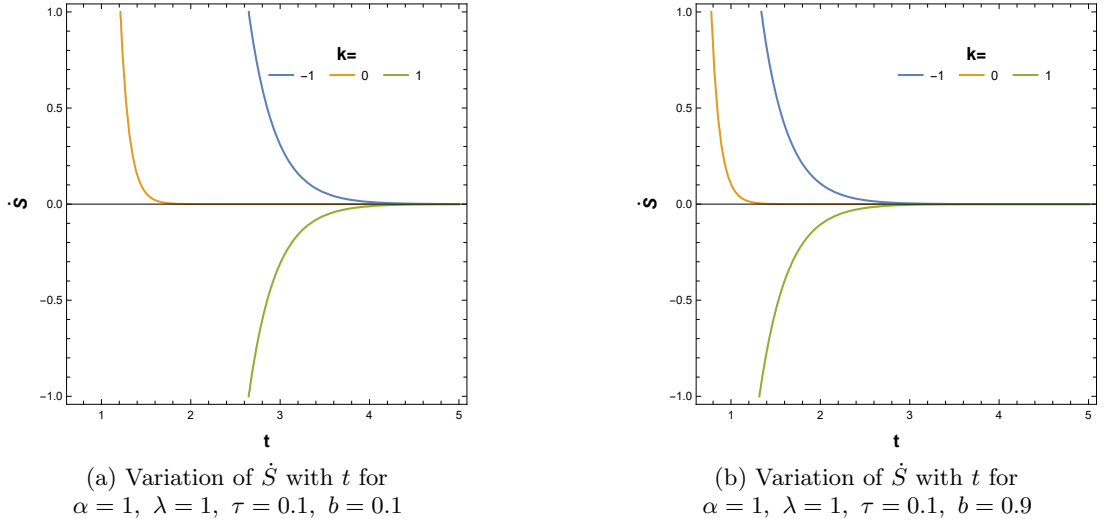 k=
−1 0 1
1.0
0.5
0.0
−0.5
−1.0
Ṡ
1 2 3 4 5
t
(a) Variation of Ṡ with t for
α = 1, λ = 1, τ = 0.1, b = 0.1
k=
−1 0 1
1.0
0.5
0.0
−0.5
−1.0
Ṡ
1 2 3 4 5
t
(b) Variation of Ṡ with t for
α = 1, λ = 1, τ = 0.1, b = 0.9